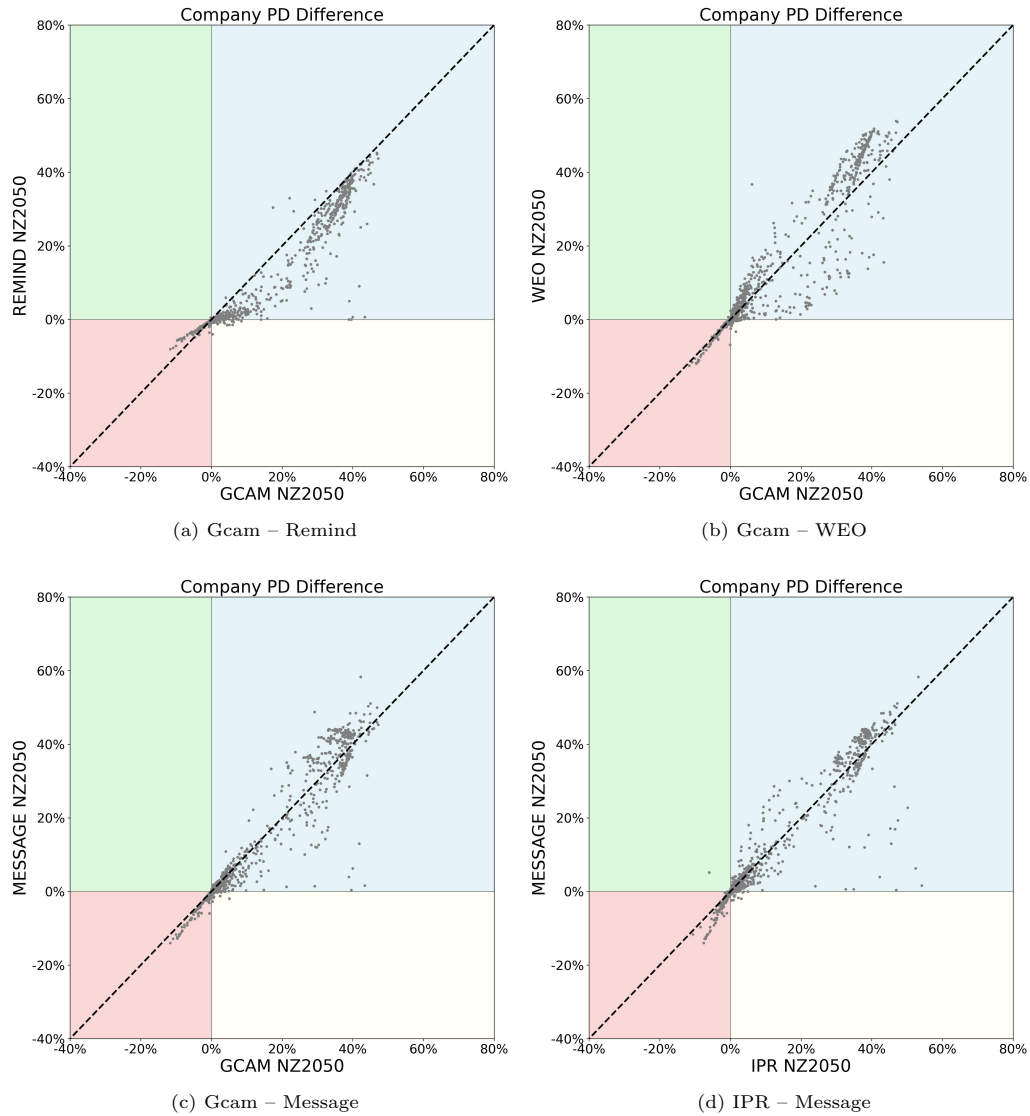 Company PD Difference
80%
60%
40%
20%
0%
-20%
-40%
REMIND NZ2050
-40% -20% 0% 20% 40% 60% 80%
GCAM NZ2050
(a) Gcam – Remind
Company PD Difference
80%
60%
40%
20%
0%
-20%
-40%
WEO NZ2050
-40% -20% 0% 20% 40% 60% 80%
GCAM NZ2050
(b) Gcam – WEO
Company PD Difference
80%
60%
40%
20%
0%
-20%
-40%
MESSAGE NZ2050
-40% -20% 0% 20% 40% 60% 80%
GCAM NZ2050
(c) Gcam – Message
Company PD Difference
80%
60%
40%
20%
0%
-20%
-40%
MESSAGE NZ2050
-40% -20% 0% 20% 40% 60% 80%
IPR NZ2050
(d) IPR – Message